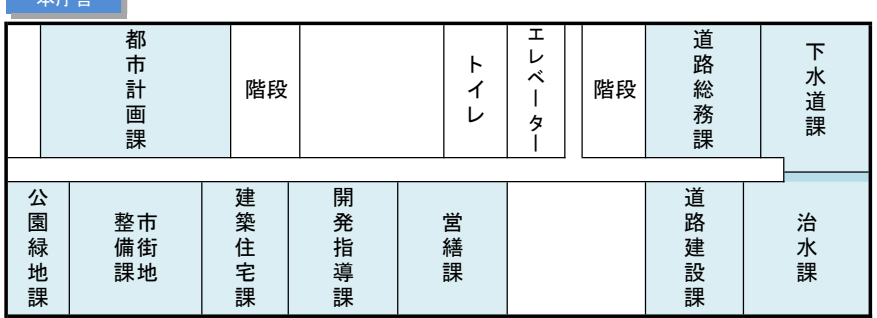 本庁舎
都市計画課
階段
トイレ
エレベーター
階段
道路総務課
下水道課
公園緑地課
市街地
整備課
建築住宅課
開発指導課
営繕課
道路建設課
治水課